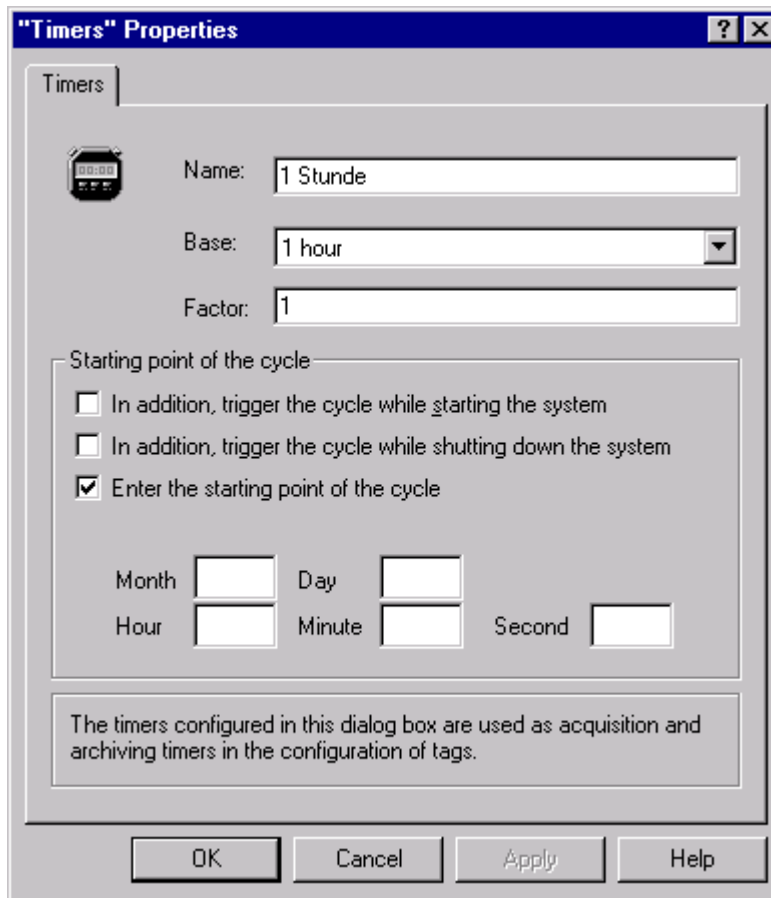 "Timers" Properties
Timers
00:00
Name: 1 Stunde
Base: 1 hour
Factor: 1
Starting point of the cycle
In addition, trigger the cycle while starting the system
In addition, trigger the cycle while shutting down the system
Enter the starting point of the cycle
Month Day
Hour Minute Second
The timers configured in this dialog box are used as acquisition and
archiving timers in the configuration of tags.
OK Cancel Apply Help